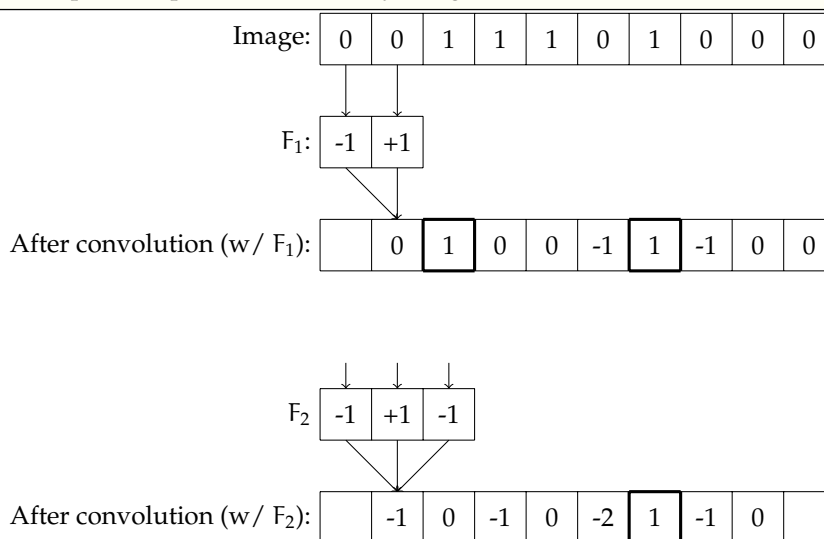 Image: 0 0 1 1 1 0 1 0 0 0
F1: -1 +1
After convolution (w/ F1): 0 1 0 0 -1 1 -1 0 0
F2 -1 +1 -1
After convolution (w/ F2): -1 0 -1 0 -2 1 -1 0